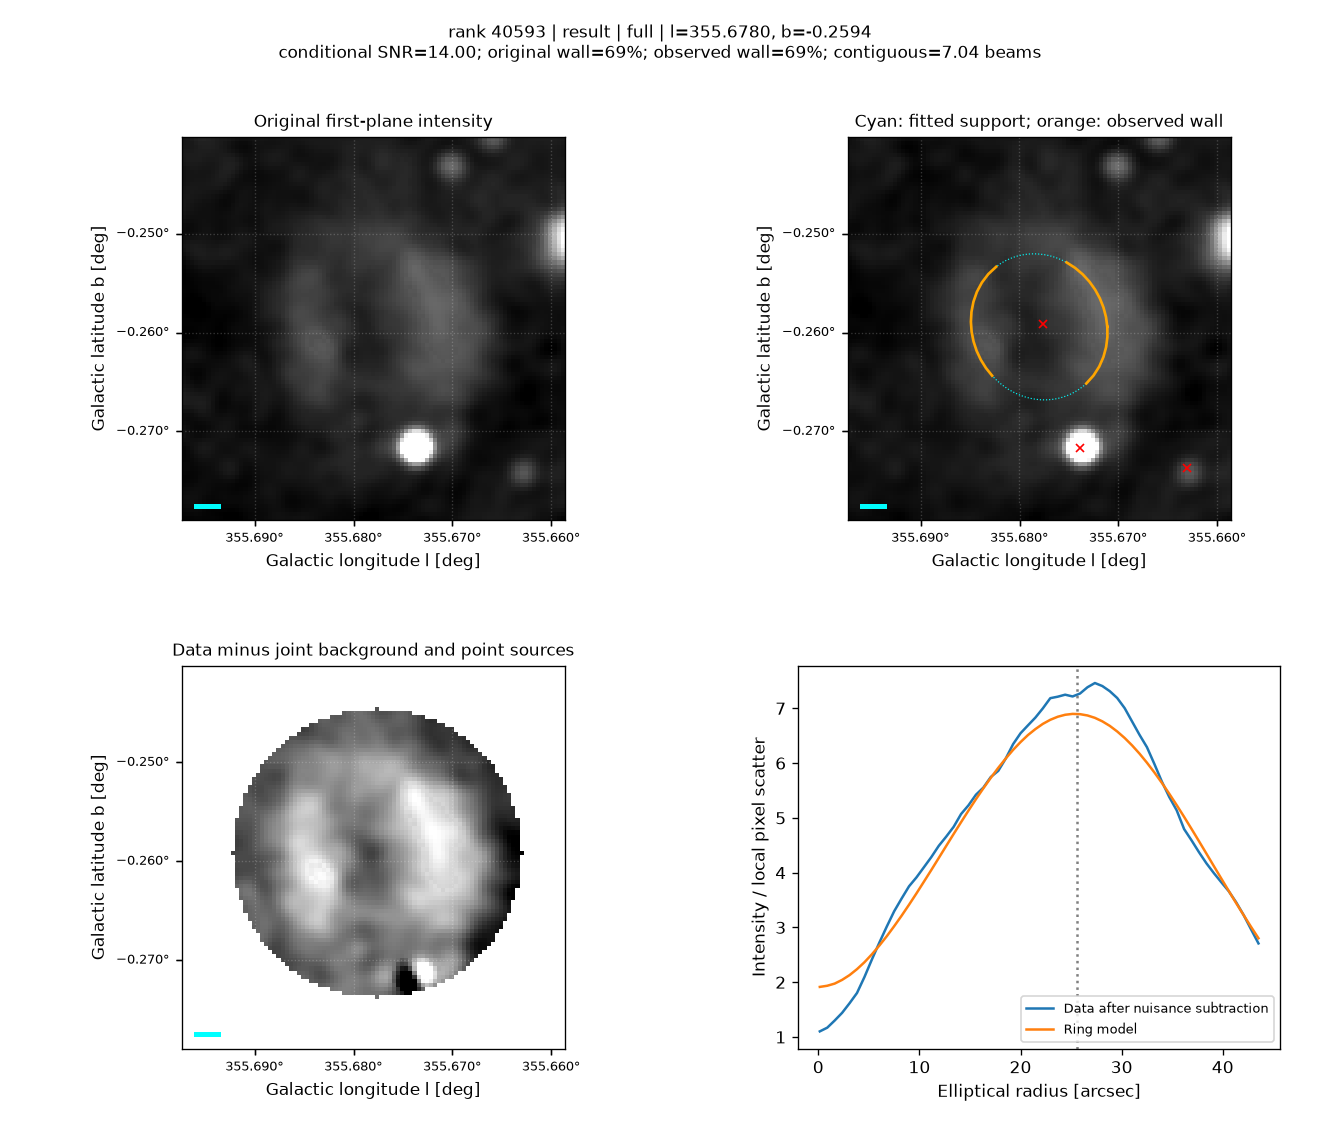 rank 40593 | result | full | l=355.6780, b=-0.2594
conditional SNR=14.00; original wall=69%; observed wall=69%; contiguous=7.04 beams
Original first-plane intensity
Galactic latitude b [deg]
−0.250°
−0.260°
−0.270°
355.690°
355.680°
355.670°
355.660°
Galactic longitude l [deg]
Cyan: fitted support; orange: observed wall
Galactic latitude b [deg]
−0.250°
−0.260°
−0.270°
355.690°
355.680°
355.670°
355.660°
Galactic longitude l [deg]
Data minus joint background and point sources
Galactic latitude b [deg]
−0.250°
−0.260°
−0.270°
355.690°
355.680°
355.670°
355.660°
Galactic longitude l [deg]
Intensity / local pixel scatter
7
6
5
4
3
2
1
0
10
20
30
40
Elliptical radius [arcsec]
Data after nuisance subtraction
Ring model